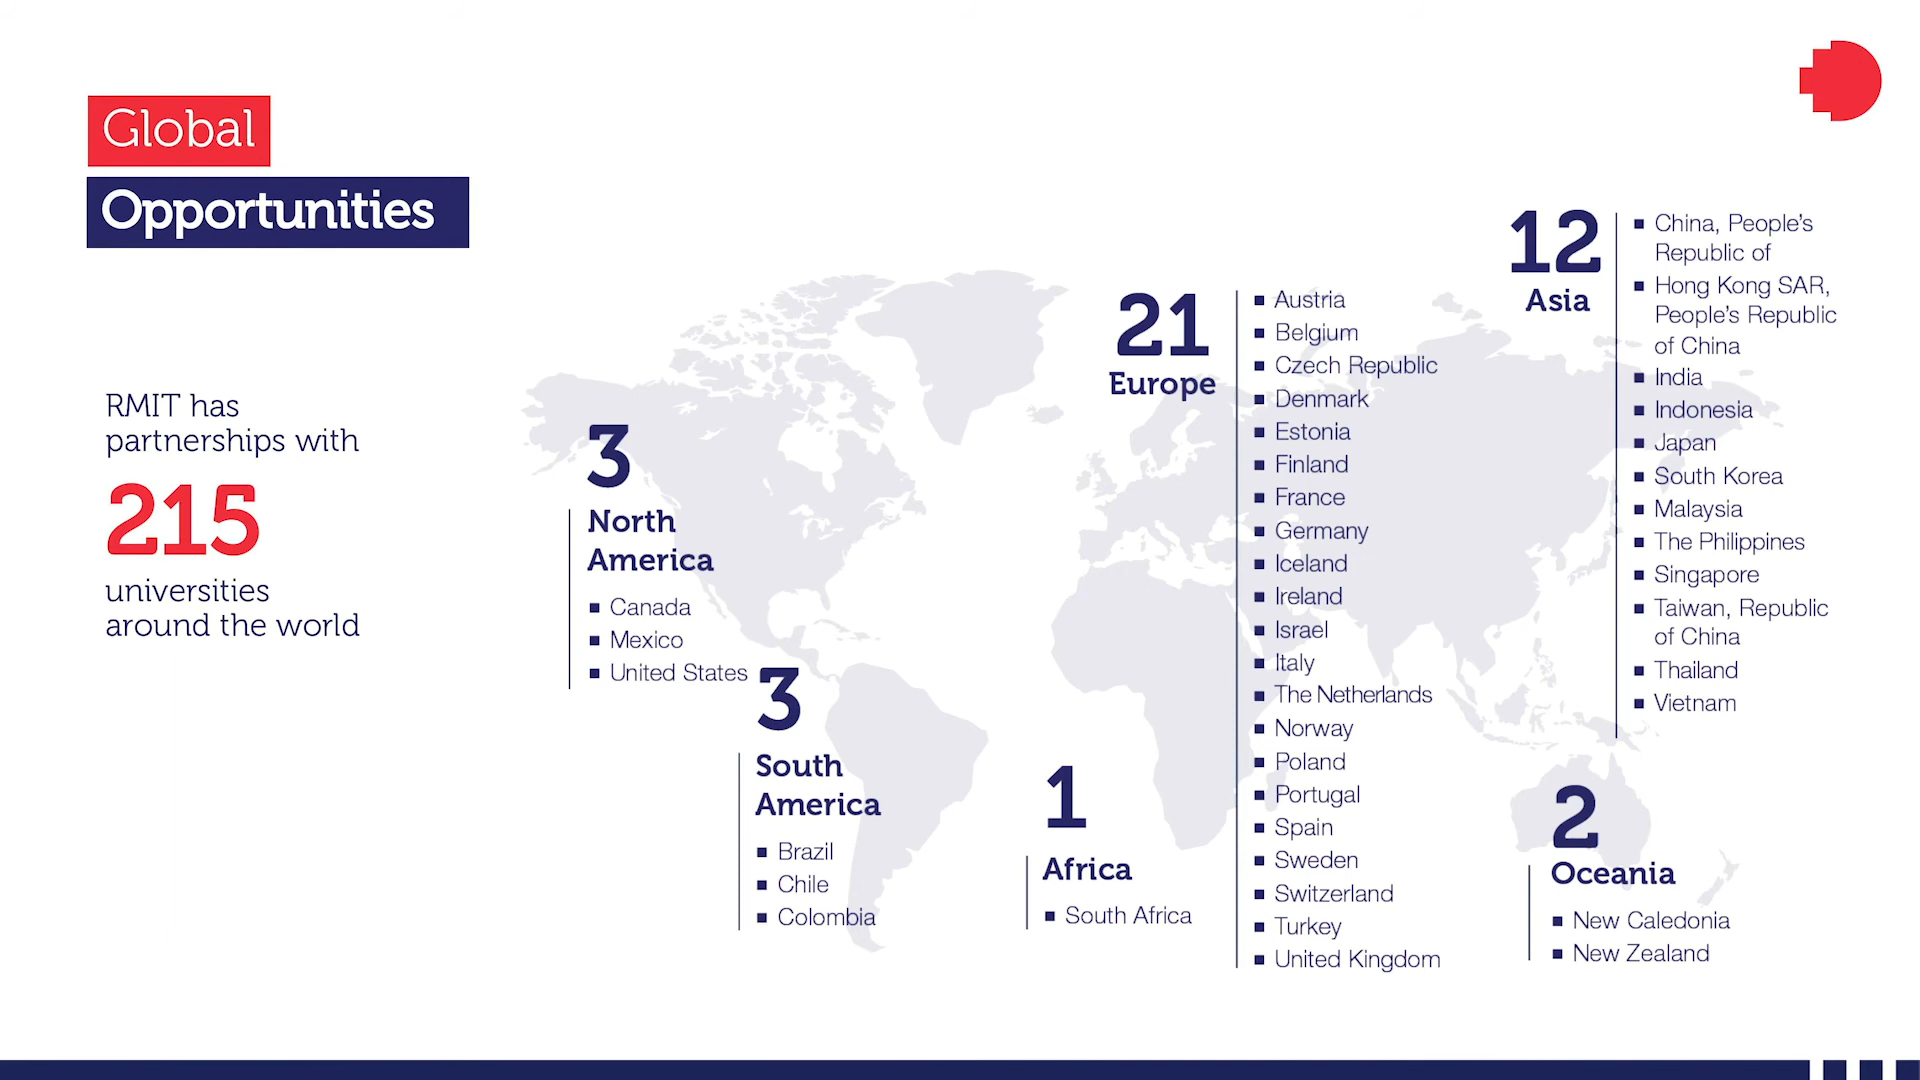 Global
Opportunities
RMIT has
partnerships with
215
universities
around the world
3
North
America
Canada
Mexico
United States
3
South
America
Brazil
Chile
Colombia
1
Africa
South Africa
21
Europe
Austria
Belgium
Czech Republic
Denmark
Estonia
Finland
France
Germany
Iceland
Ireland
Israel
Italy
The Netherlands
Norway
Poland
Portugal
Spain
Sweden
Switzerland
Turkey
United Kingdom
12
Asia
China, People's
Republic of
Hong Kong SAR,
People's Republic
of China
India
Indonesia
Japan
South Korea
Malaysia
The Philippines
Singapore
Taiwan, Republic
of China
Thailand
Vietnam
2
Oceania
New Caledonia
New Zealand